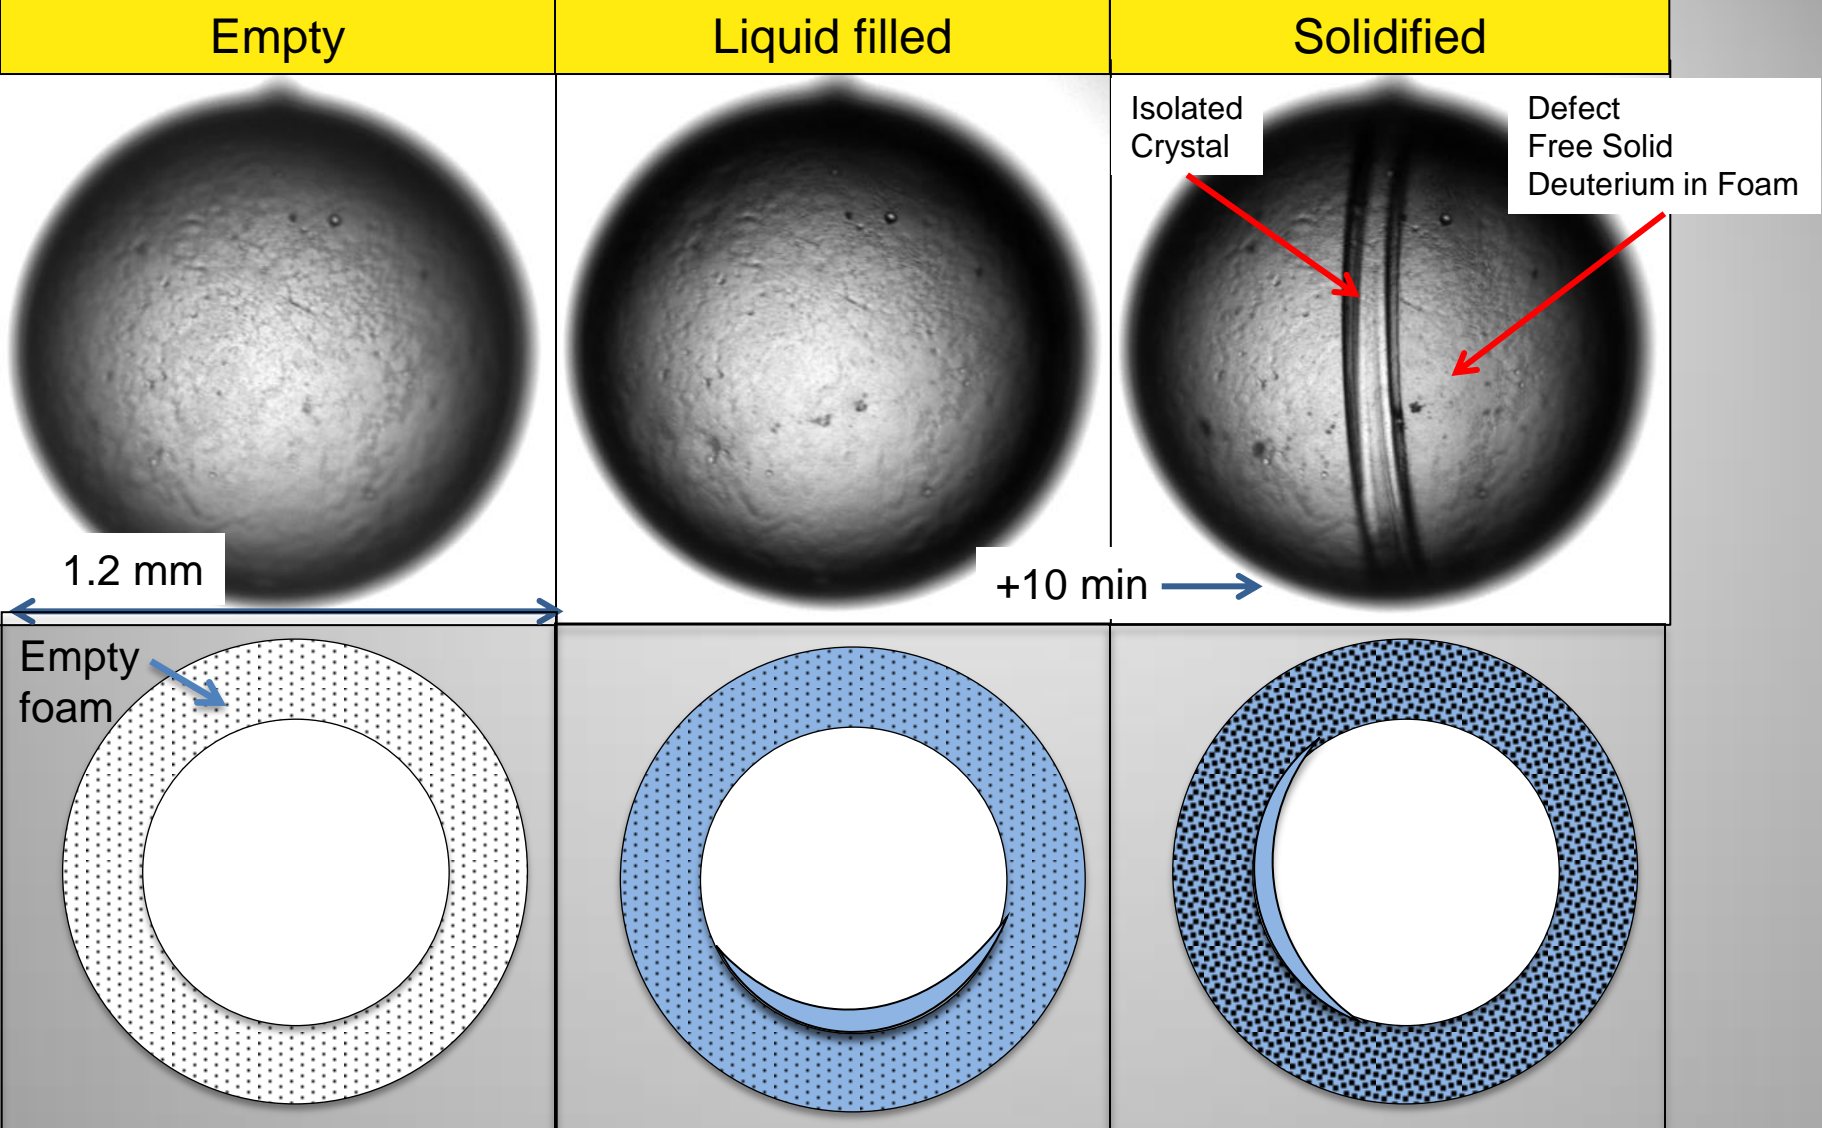 Empty
Liquid filled
Solidified
Isolated
Crystal
Defect
Free Solid
Deuterium in Foam
1.2 mm
+10 min
Empty
foam